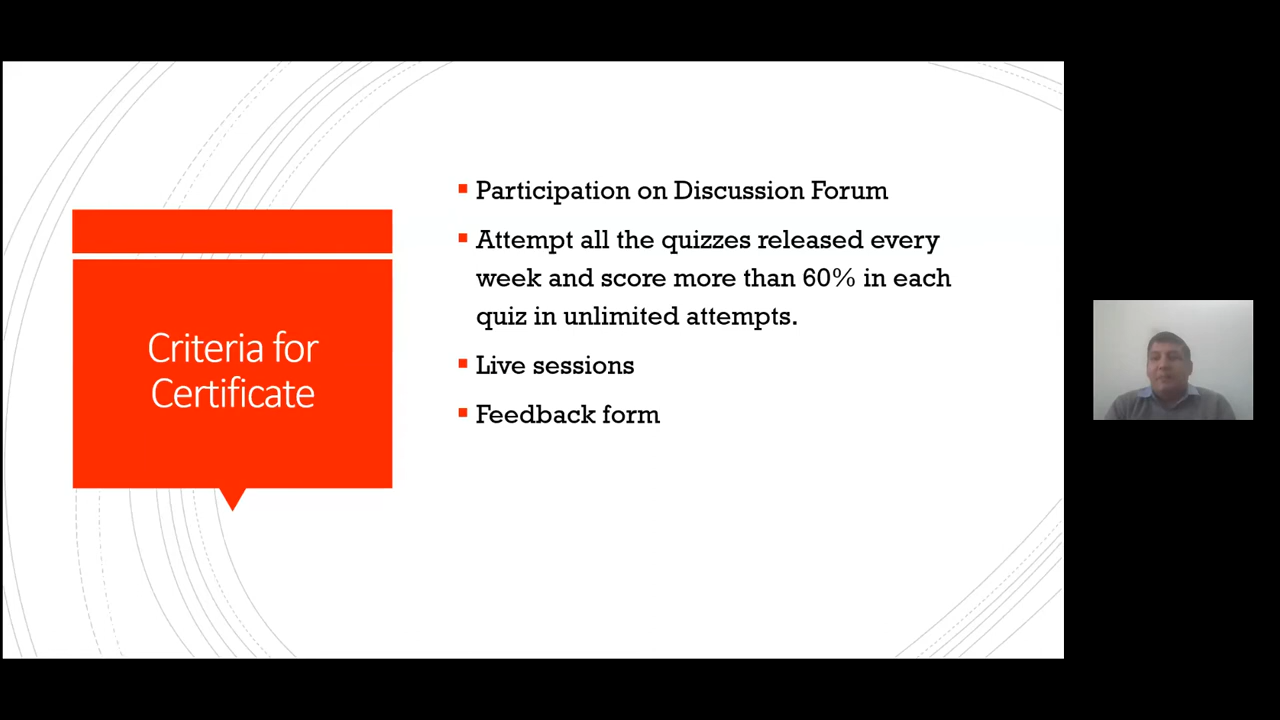 Criteria for
Certificate
Participation on Discussion Forum
Attempt all the quizzes released every
week and score more than 60% in each
quiz in unlimited attempts.
Live sessions
Feedback form